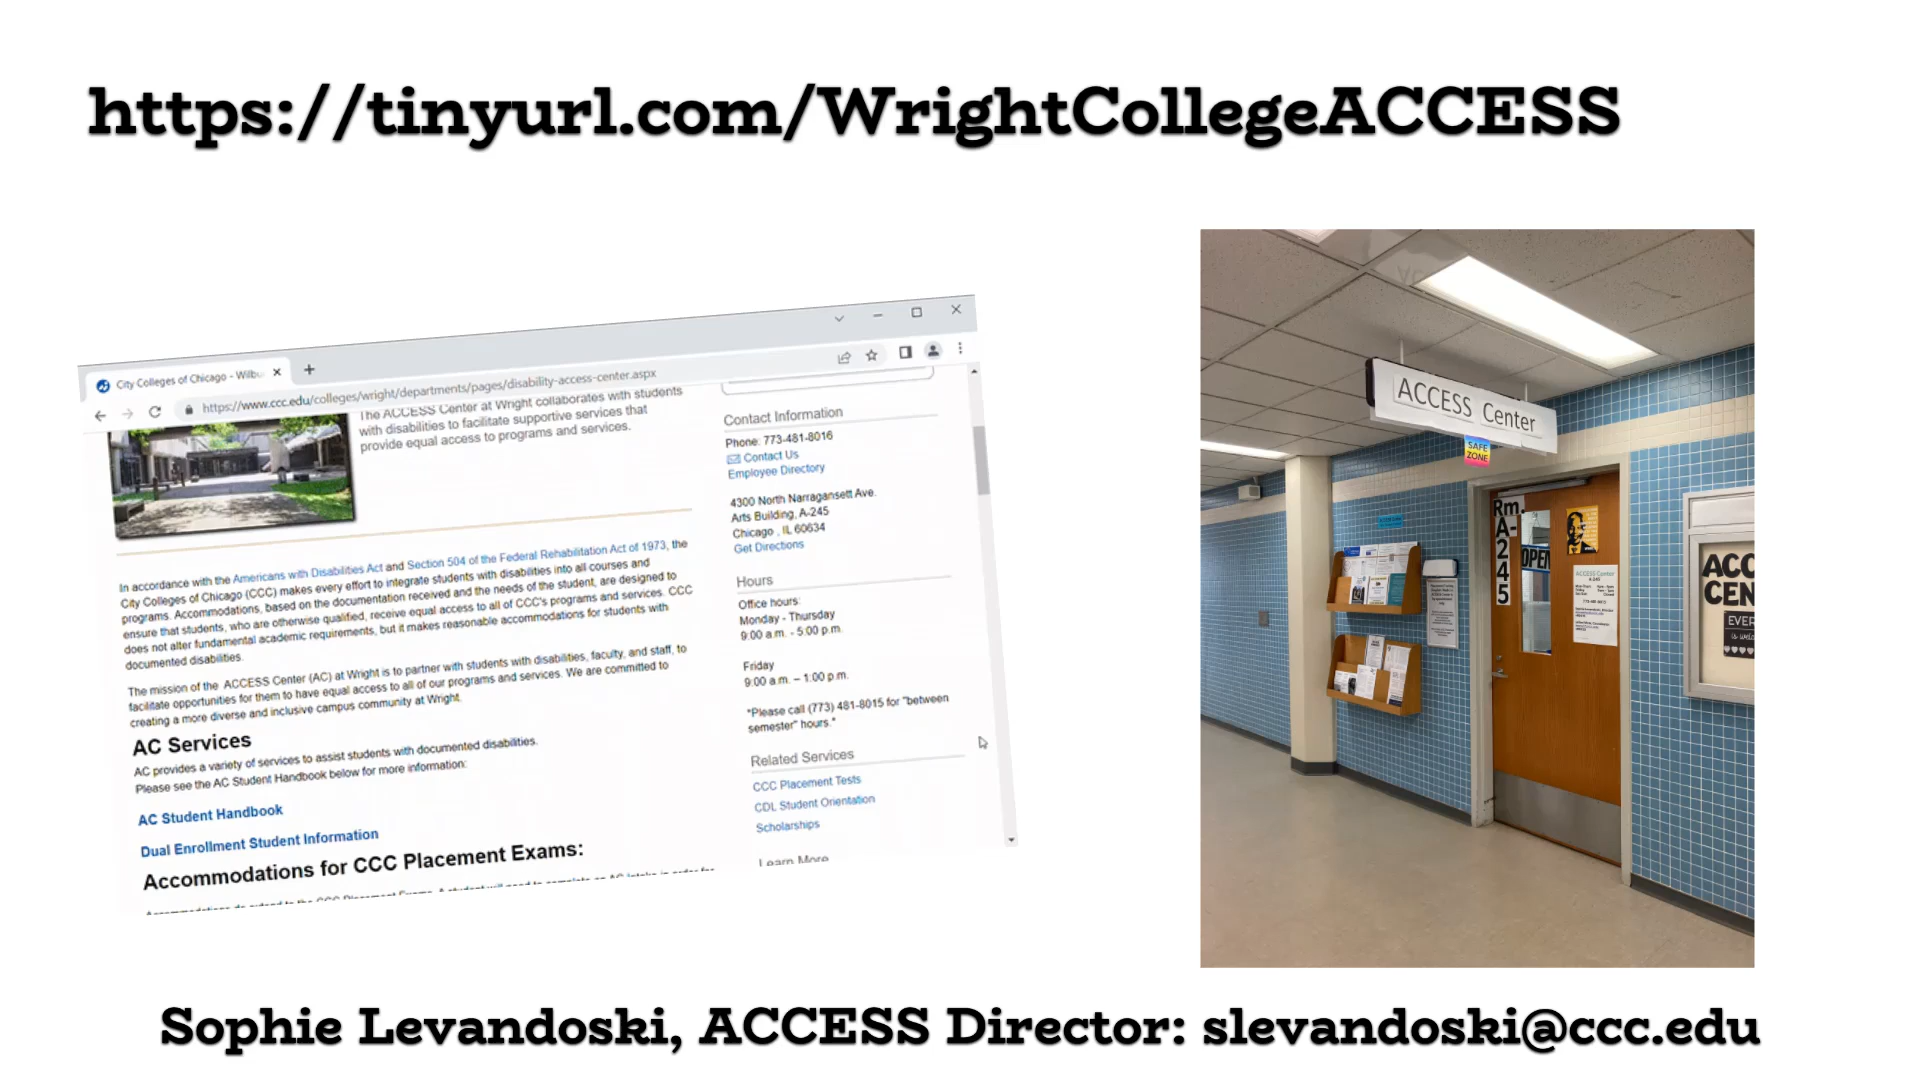 https://tinyurl.com/WrightCollegeACCESS
City Colleges of Chicago - Wilbu
https://www.ccc.edu/colleges/wright/departments/pages/disability-access-center.aspx
The ACCESS Center at Wright collaborates with students
with disabilities to facilitate supportive services that
provide equal access to programs and services.
In accordance with the Americans with Disabilities Act and Section 504 of the Federal Rehabilitation Act of 1973, the
City Colleges of Chicago (CCC) makes every effort to integrate students with disabilities into all courses and
programs. Accommodations, based on the documentation received and the needs of the student, are designed to
ensure that students, who are otherwise qualified, receive equal access to all of CCC's programs and services. CCC
does not alter fundamental academic requirements, but it makes reasonable accommodations for students with
documented disabilities.
The mission of the ACCESS Center (AC) at Wright is to partner with students with disabilities, faculty, and staff, to
facilitate opportunities for them to have equal access to all of our programs and services. We are committed to
creating a more diverse and inclusive campus community at Wright.
AC Services
AC provides a variety of services to assist students with documented disabilities.
Please see the AC Student Handbook below for more information:
AC Student Handbook
Dual Enrollment Student Information
Accommodations for CCC Placement Exams:
Contact Information
Phone: 773-481-8016
Contact Us
Employee Directory
4300 North Narragansett Ave.
Arts Building, A-245
Chicago , IL 60634
Get Directions
Hours
Office hours:
Monday - Thursday
9:00 a.m. - 5:00 p.m.
Friday
9:00 a.m. – 1:00 p.m.
*Please call (773) 481-8015 for "between
semester" hours.*
Related Services
CCC Placement Tests
CDL Student Orientation
Scholarships
Learn More
ACCESS Center
SAFE
ZONE
Rm.
A-
2
4
5
OPEN
ACCESS Center
A-245
ACC
CEN
EVER
is welc
Sophie Levandoski, ACCESS Director: slevandoski@ccc.edu